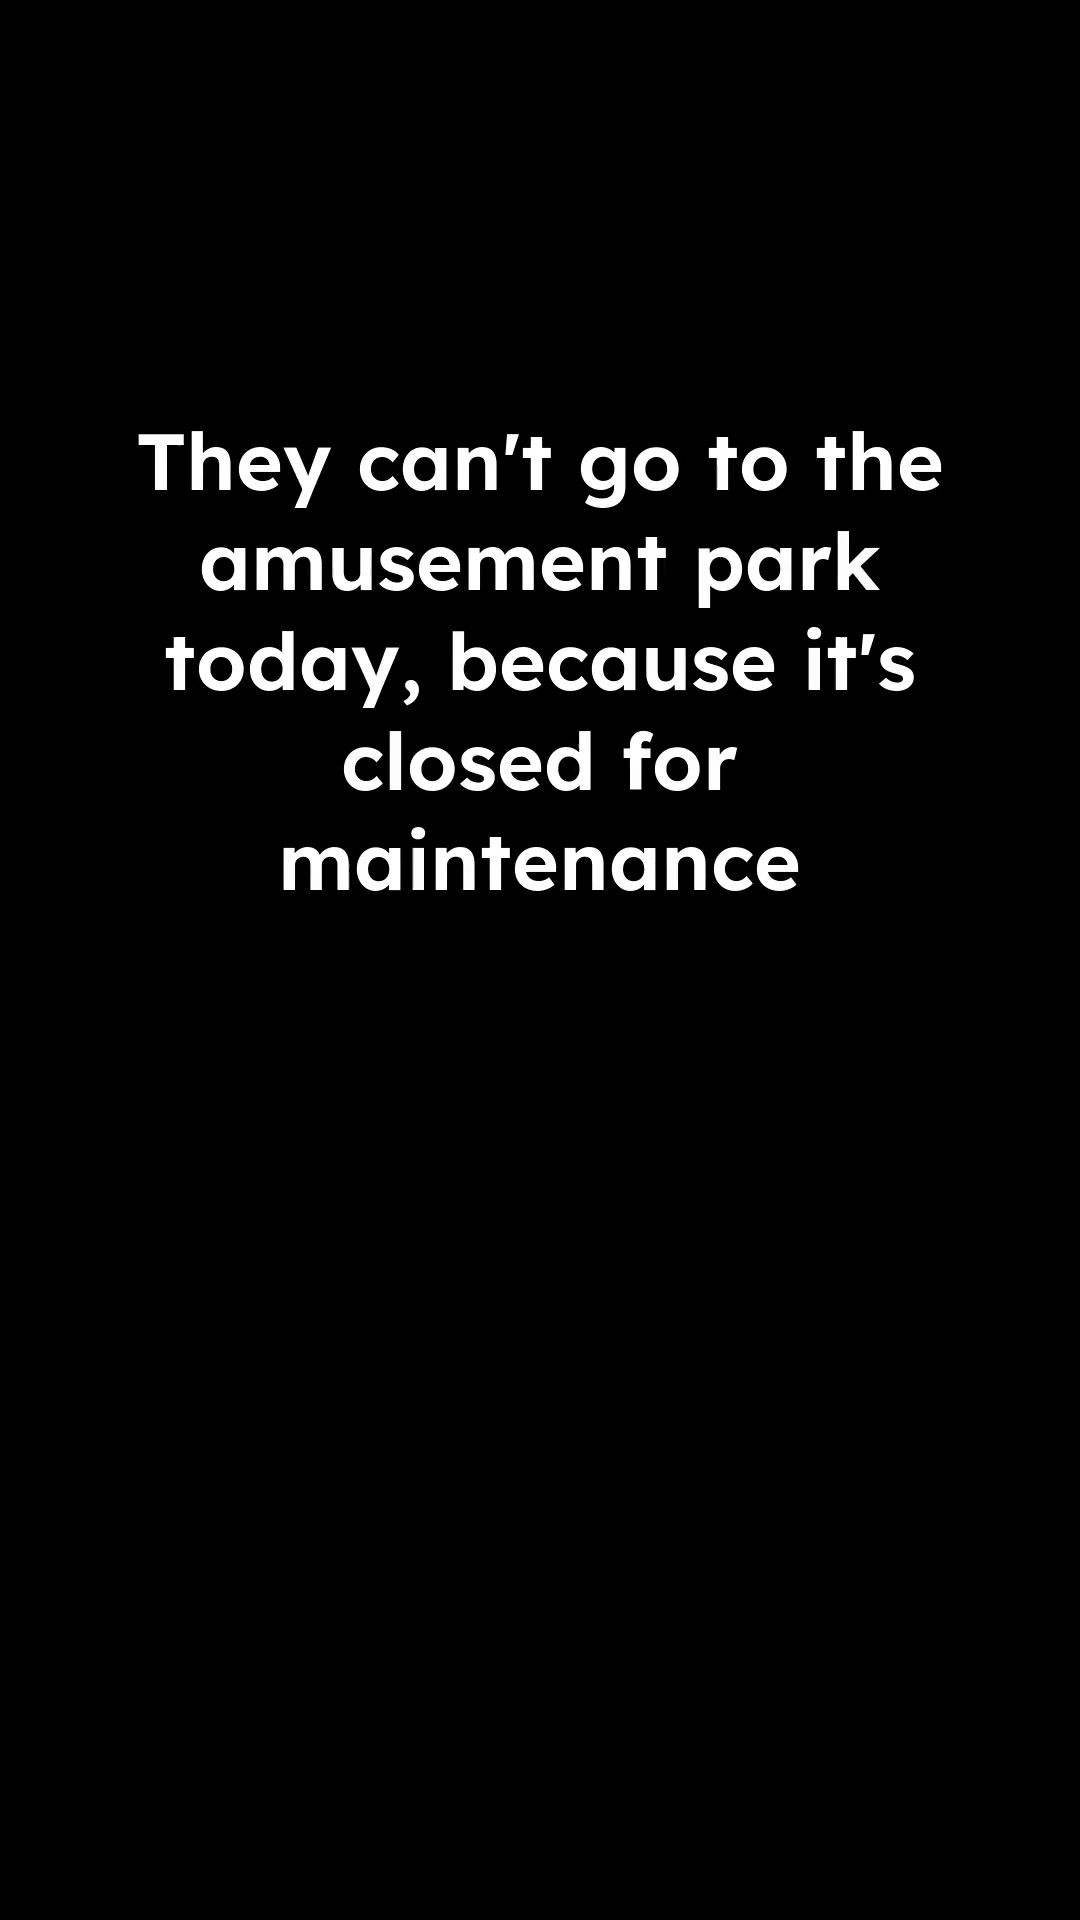 They can't go to the
amusement park
today, because it's
closed for
maintenance